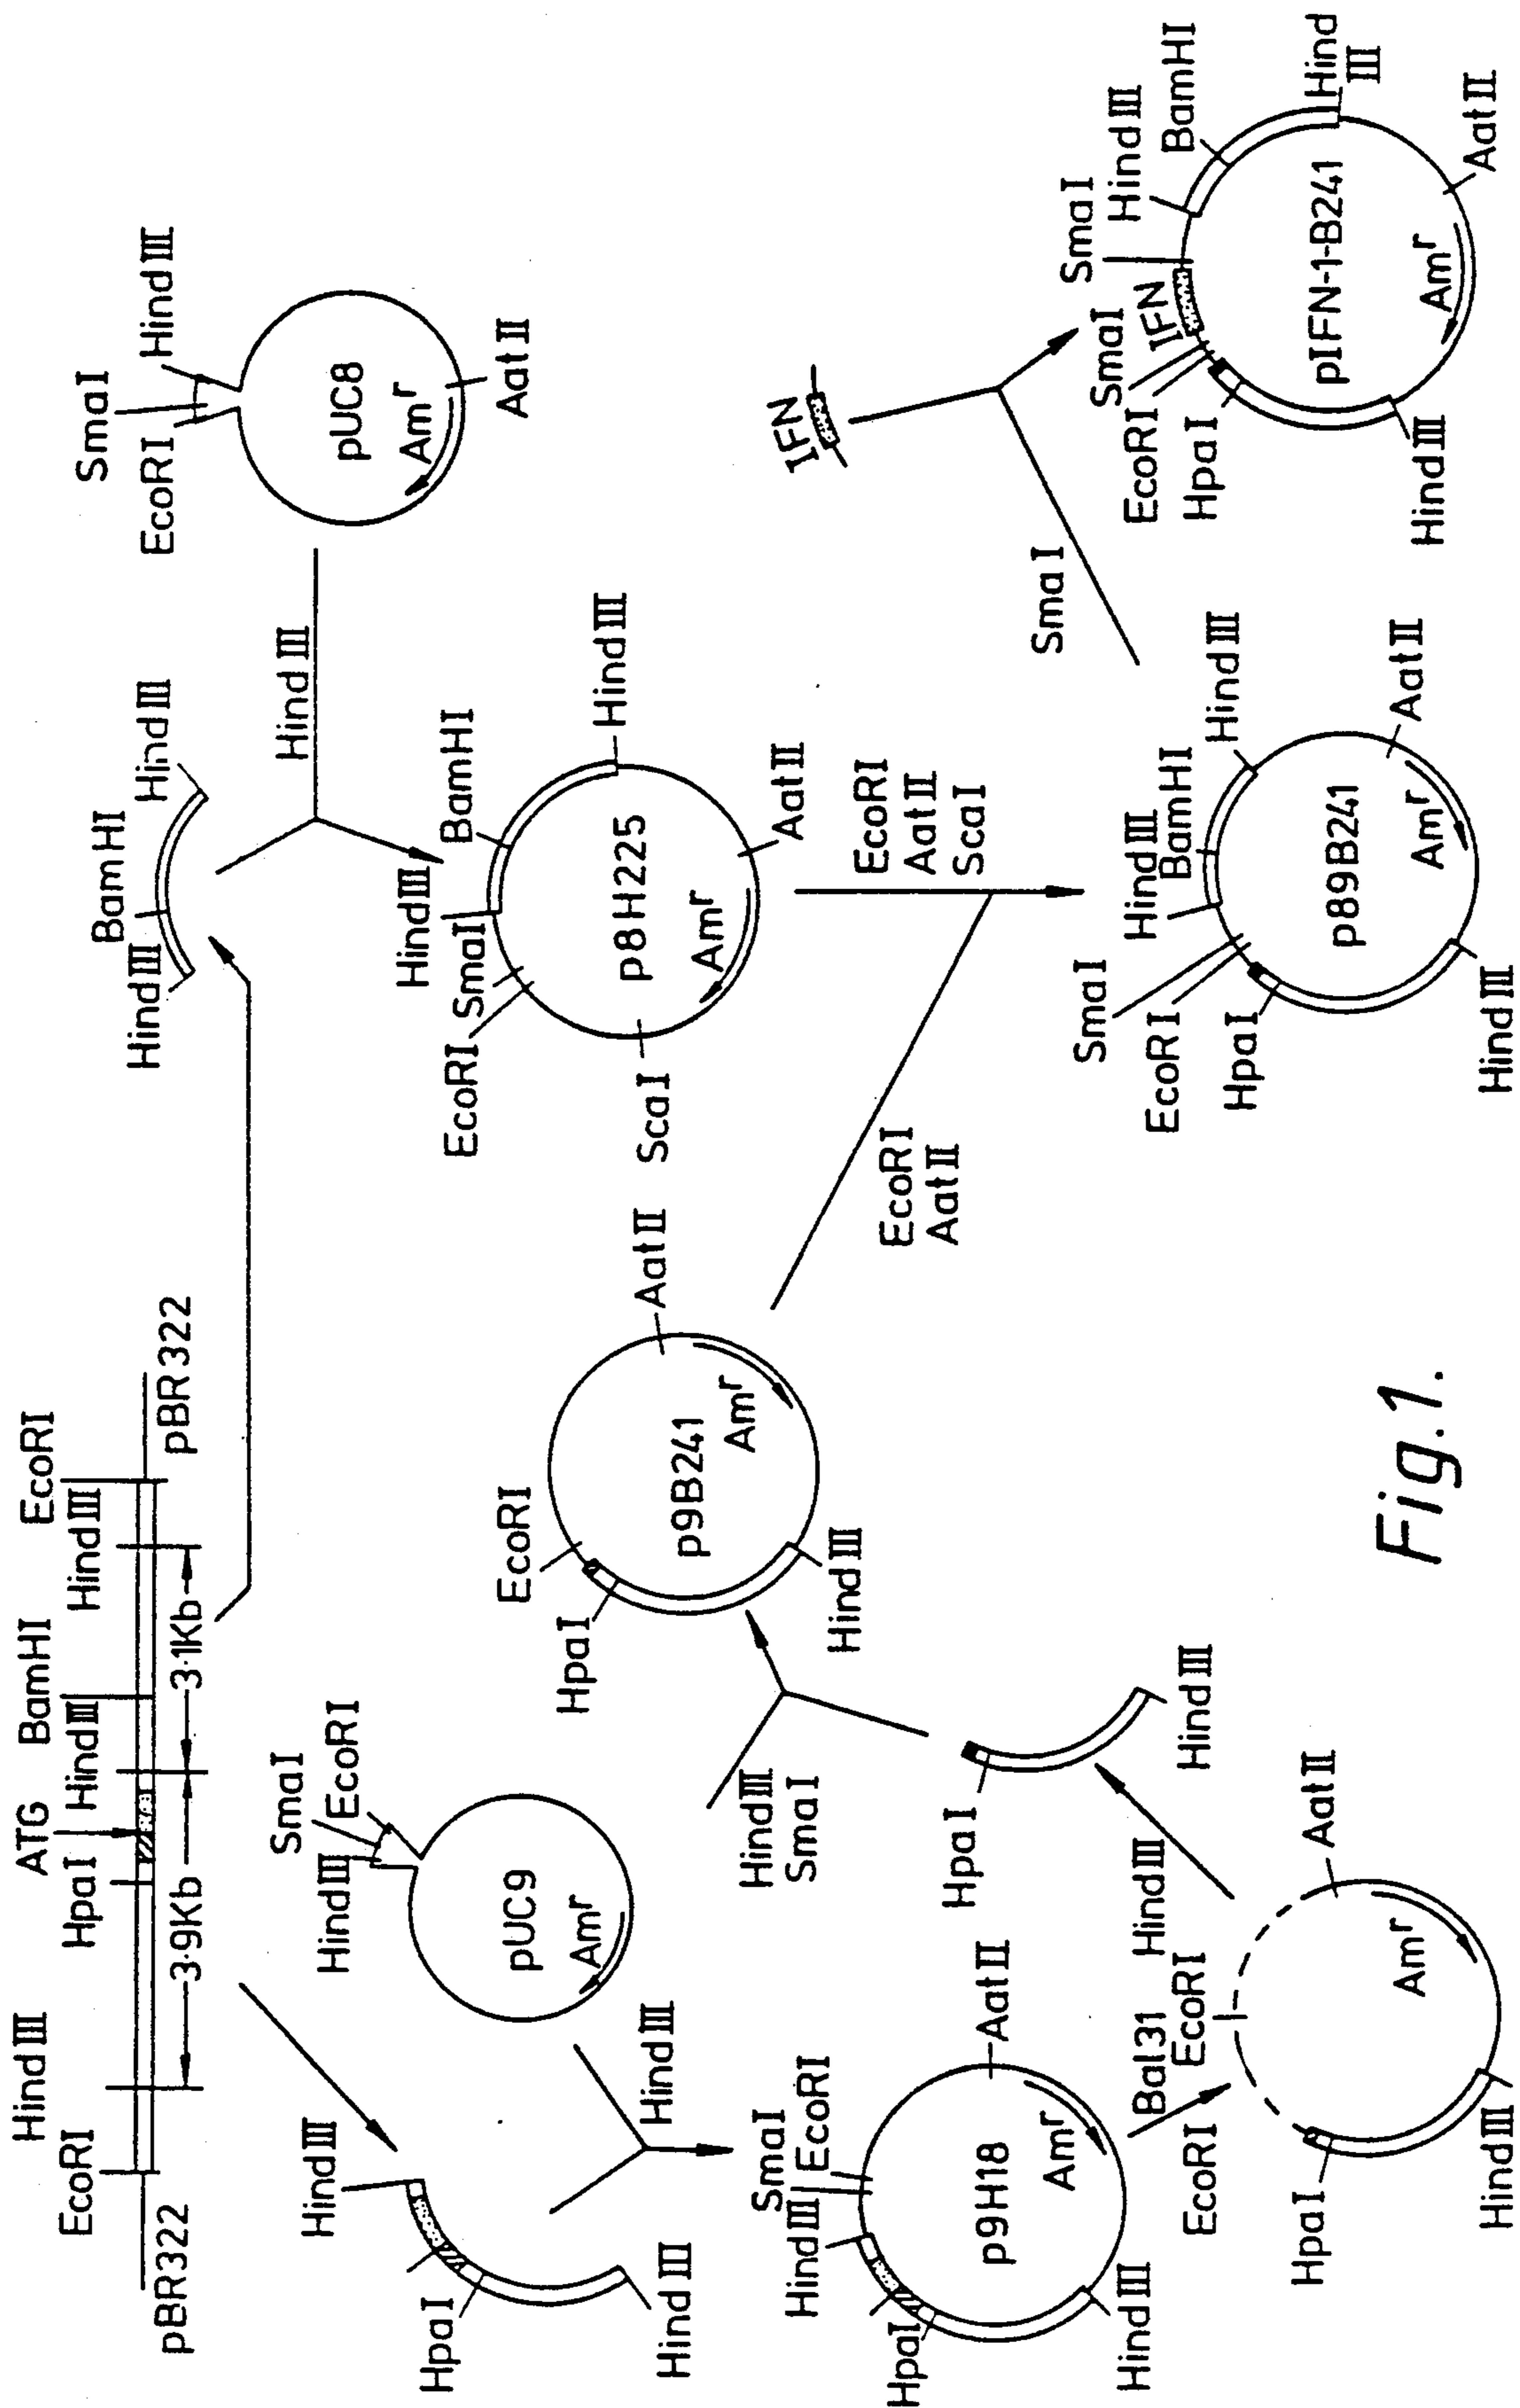 EcoRI
HindIII
HpaI
ATG
HindIII
BamHI
HindIII
EcoRI
pBR322
3·9Kb
3·1Kb
pBR322
HindIII
HpaI
HindIII
HindIII
SmaI
EcoRI
pUC9
Amr
HindIII
HindIII
BamHI
HindIII
SmaI
EcoRI
HindIII
pUC8
Amr
AatII
HindIII
SmaI
HindIII
EcoRI
HpaI
p9H18
AatII
Amr
HindIII
HindIII
SmaI
EcoRI
HpaI
p9B241
AatII
Amr
HindIII
HindIII
SmaI
EcoRI
BamHI
HindIII
p8H225
Amr
ScaI
AatII
EcoRI
Bal31
EcoRI
HindIII
HpaI
AatII
Amr
HindIII
HpaI
HindIII
EcoRI
AatII
EcoRI
AatII
ScaI
SmaI
EcoRI
HpaI
HindIII
BamHI
HindIII
p89B241
AatII
Amr
HindIII
SmaI
IFN
SmaI
SmaI
IFN
EcoRI
HpaI
HindIII
BamHI
Hind
III
pIFN-1-B241
Amr
HindIII
AatII
Fig.1.